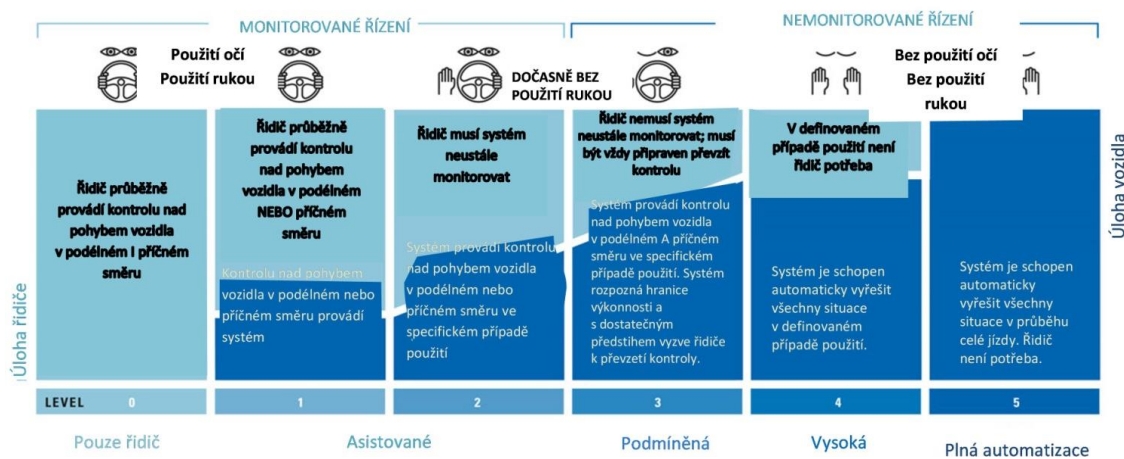 MONITOROVANÉ ŘÍZENÍ
NEMONITOROVANÉ ŘÍZENÍ
Použití očí
Použití rukou
DOČASNĚ BEZ
POUŽITÍ RUKOU
Bez použití očí
Bez použití
rukou
Řidič průběžně
provádí kontrolu nad
pohybem vozidla
v podélném I příčném
směru
Řidič průběžně
provádí kontrolu
nad pohybem
vozidla v podélném
NEBO příčném
směru
Kontrolu nad pohybem
vozidla v podélném nebo
příčném směru provádí
systém
Řidič musí systém
neustále
monitorovat
Systém provádí kontrolu
nad pohybem vozidla
v podélném nebo
příčném směru ve
specifickém případě
použití
Řidič nemusí systém
neustále monitorovat; musí
být vždy připraven převzít
kontrolu
Systém provádí kontrolu
nad pohybem vozidla
v podélném A příčném
směru ve specifickém
případě použití. Systém
rozpozná hranice
výkonnosti a
s dostatečným
předstihem vyzve řidiče
k převzetí kontroly.
V definovaném
případě použití není
řidič potřeba
Systém je schopen
automaticky vyřešit
všechny situace
v definovaném
případě použití.
Systém je schopen
automaticky
vyřešit všechny
situace v průběhu
celé jízdy. Řidič
není potřeba.
Úloha řidiče
Úloha vozidla
LEVEL 0 1 2 3 4 5
Pouze řidič
Asistované
Podmíněná
Vysoká
Plná automatizace